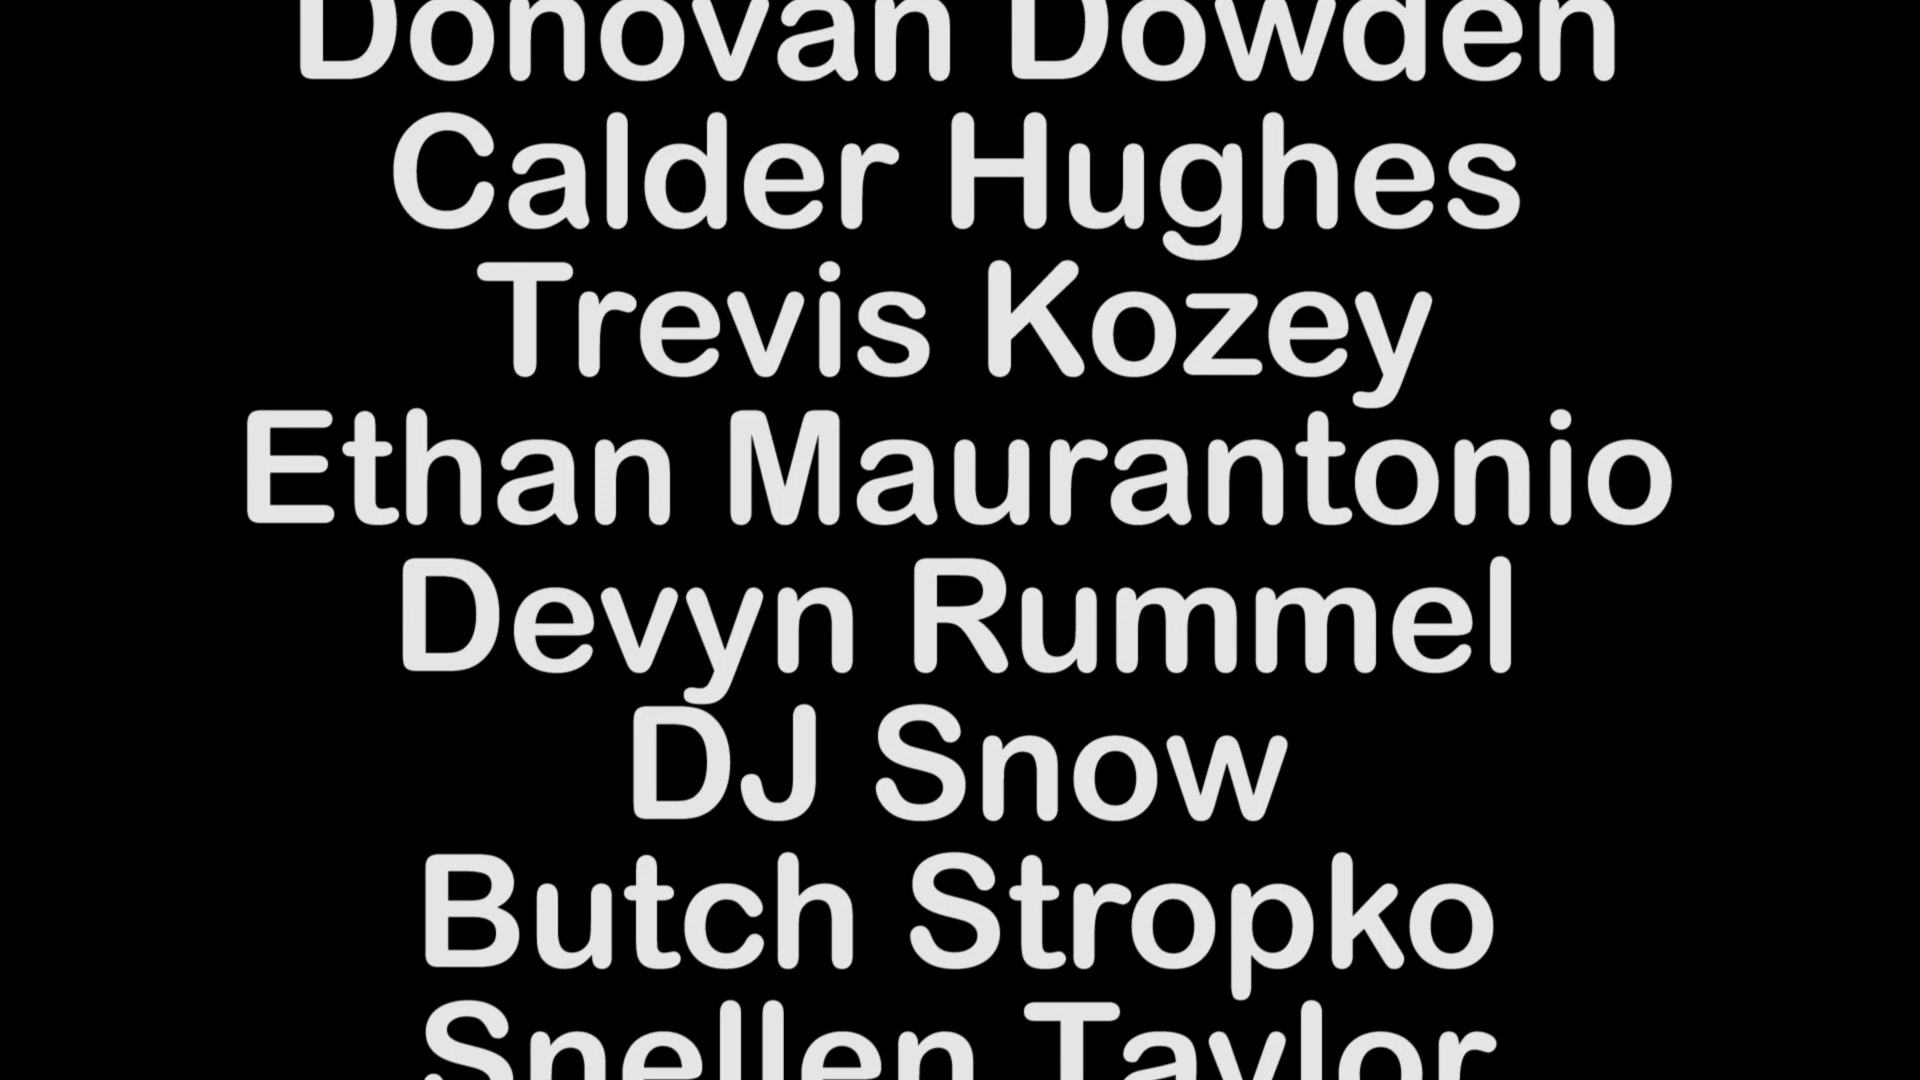 Donovan Dowden
Calder Hughes
Trevis Kozey
Ethan Maurantonio
Devyn Rummel
DJ Snow
Butch Stropko
Snellen Taylor